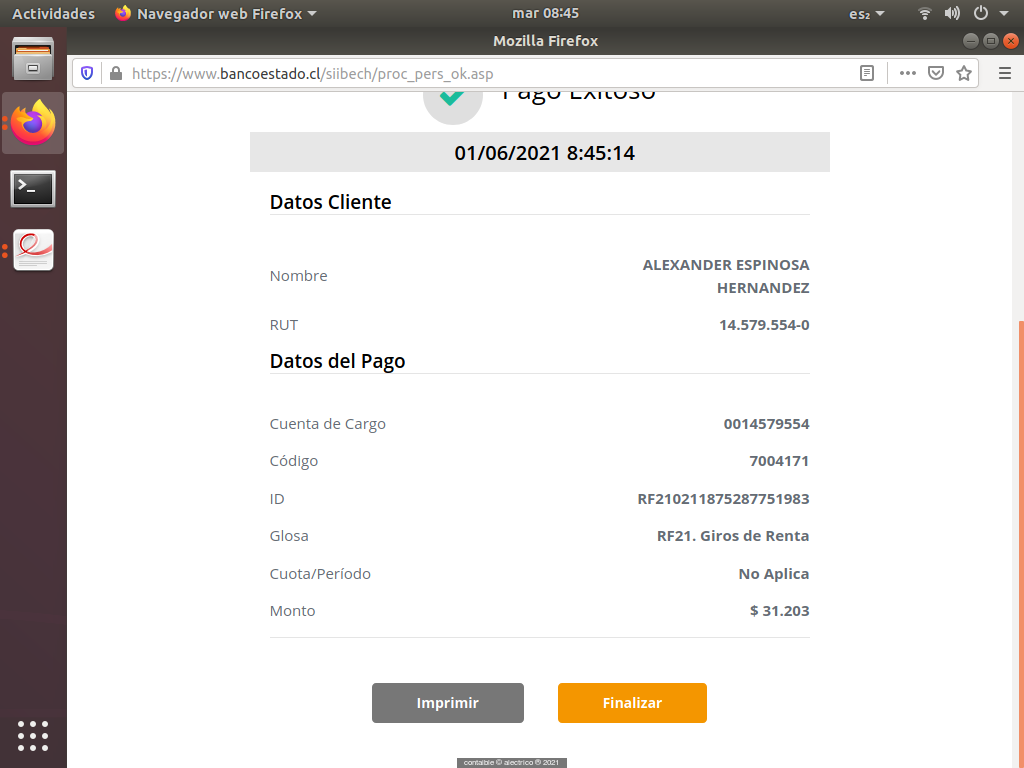 Actividades
Navegador web Firefox
mar 08:45
es₂
Mozilla Firefox
https://www.bancoestado.cl/siibech/proc_pers_ok.asp
Pago Exitoso
01/06/2021 8:45:14
Datos Cliente
Nombre
ALEXANDER ESPINOSA
HERNANDEZ
RUT 14.579.554-0
Datos del Pago
Cuenta de Cargo 0014579554
Código 7004171
ID RF210211875287751983
Glosa RF21. Giros de Renta
Cuota/Período No Aplica
Monto $ 31.203
Imprimir
Finalizar
contaible © alectrico ® 2021